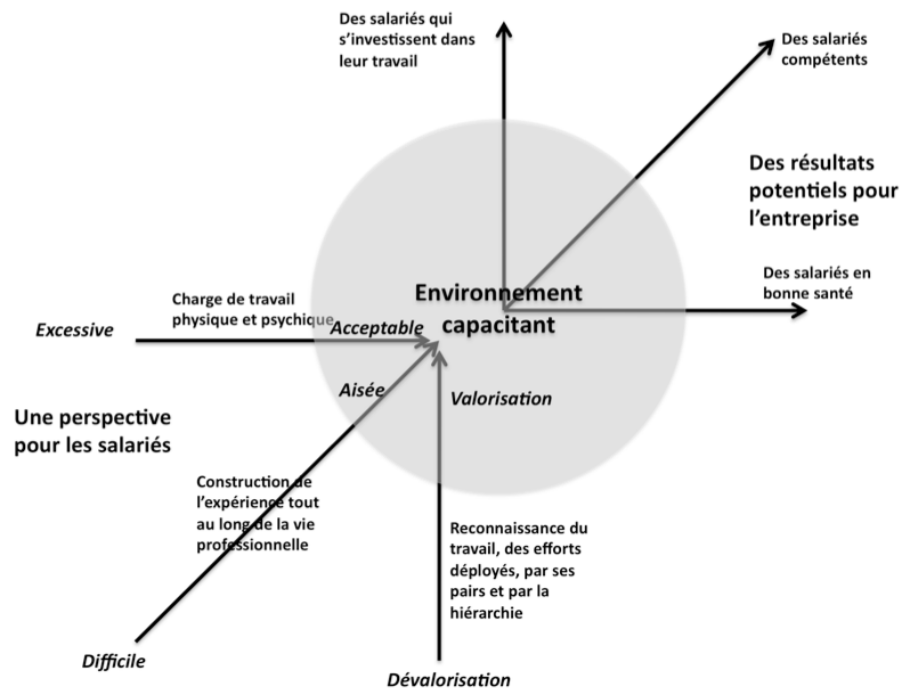 Des salariés qui
s'investissent dans
leur travail
Des salariés
compétents
Des résultats
potentiels pour
l'entreprise
Des salariés en
bonne santé
Environnement
capacitant
Charge de travail
physique et psychique
Excessive
Acceptable
Aisée
Valorisation
Une perspective
pour les salariés
Construction de
l'expérience tout
au long de la vie
professionnelle
Reconnaissance du
travail, des efforts
déployés, par ses
pairs et par la
hiérarchie
Difficile
Dévalorisation